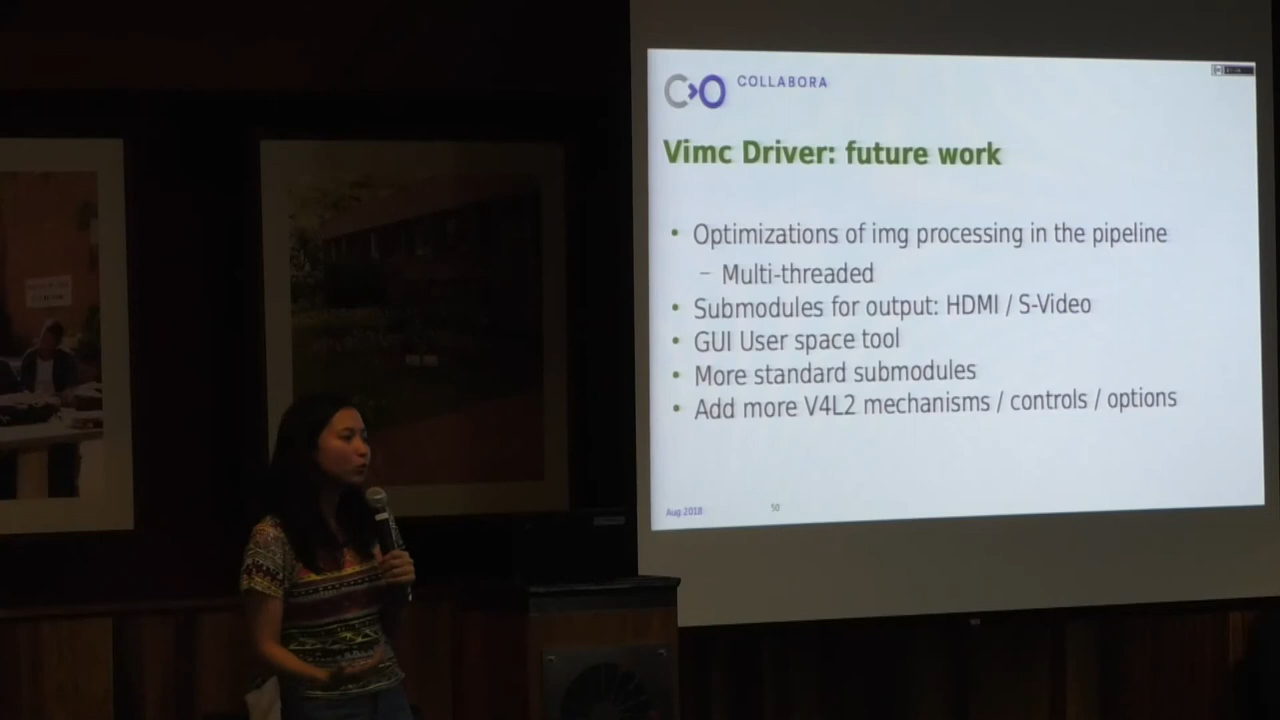 COLLABORA
Vimc Driver: future work
• Optimizations of img processing in the pipeline
– Multi-threaded
• Submodules for output: HDMI / S-Video
• GUI User space tool
• More standard submodules
• Add more V4L2 mechanisms / controls / options
Aug 2018
50